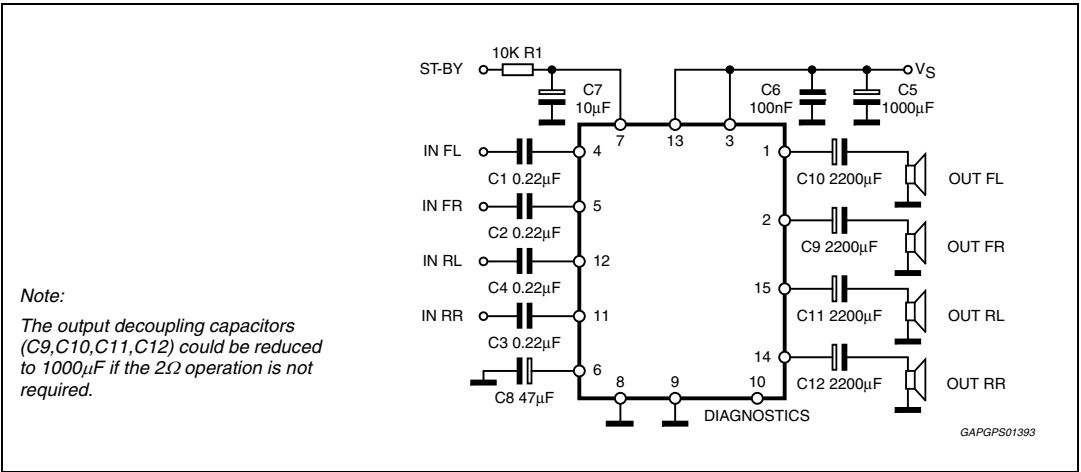 10K R1
ST-BY
C7
10µF
C6
100nF
VS
C5
1000µF
7
13
3
IN FL
4
C1 0.22µF
1
C10 2200µF
OUT FL
IN FR
5
C2 0.22µF
2
C9 2200µF
OUT FR
IN RL
12
C4 0.22µF
15
C11 2200µF
OUT RL
IN RR
11
C3 0.22µF
14
C12 2200µF
OUT RR
6
C8 47µF
8
9
10
DIAGNOSTICS
Note:
The output decoupling capacitors
(C9,C10,C11,C12) could be reduced
to 1000µF if the 2Ω operation is not
required.
GAPGPS01393